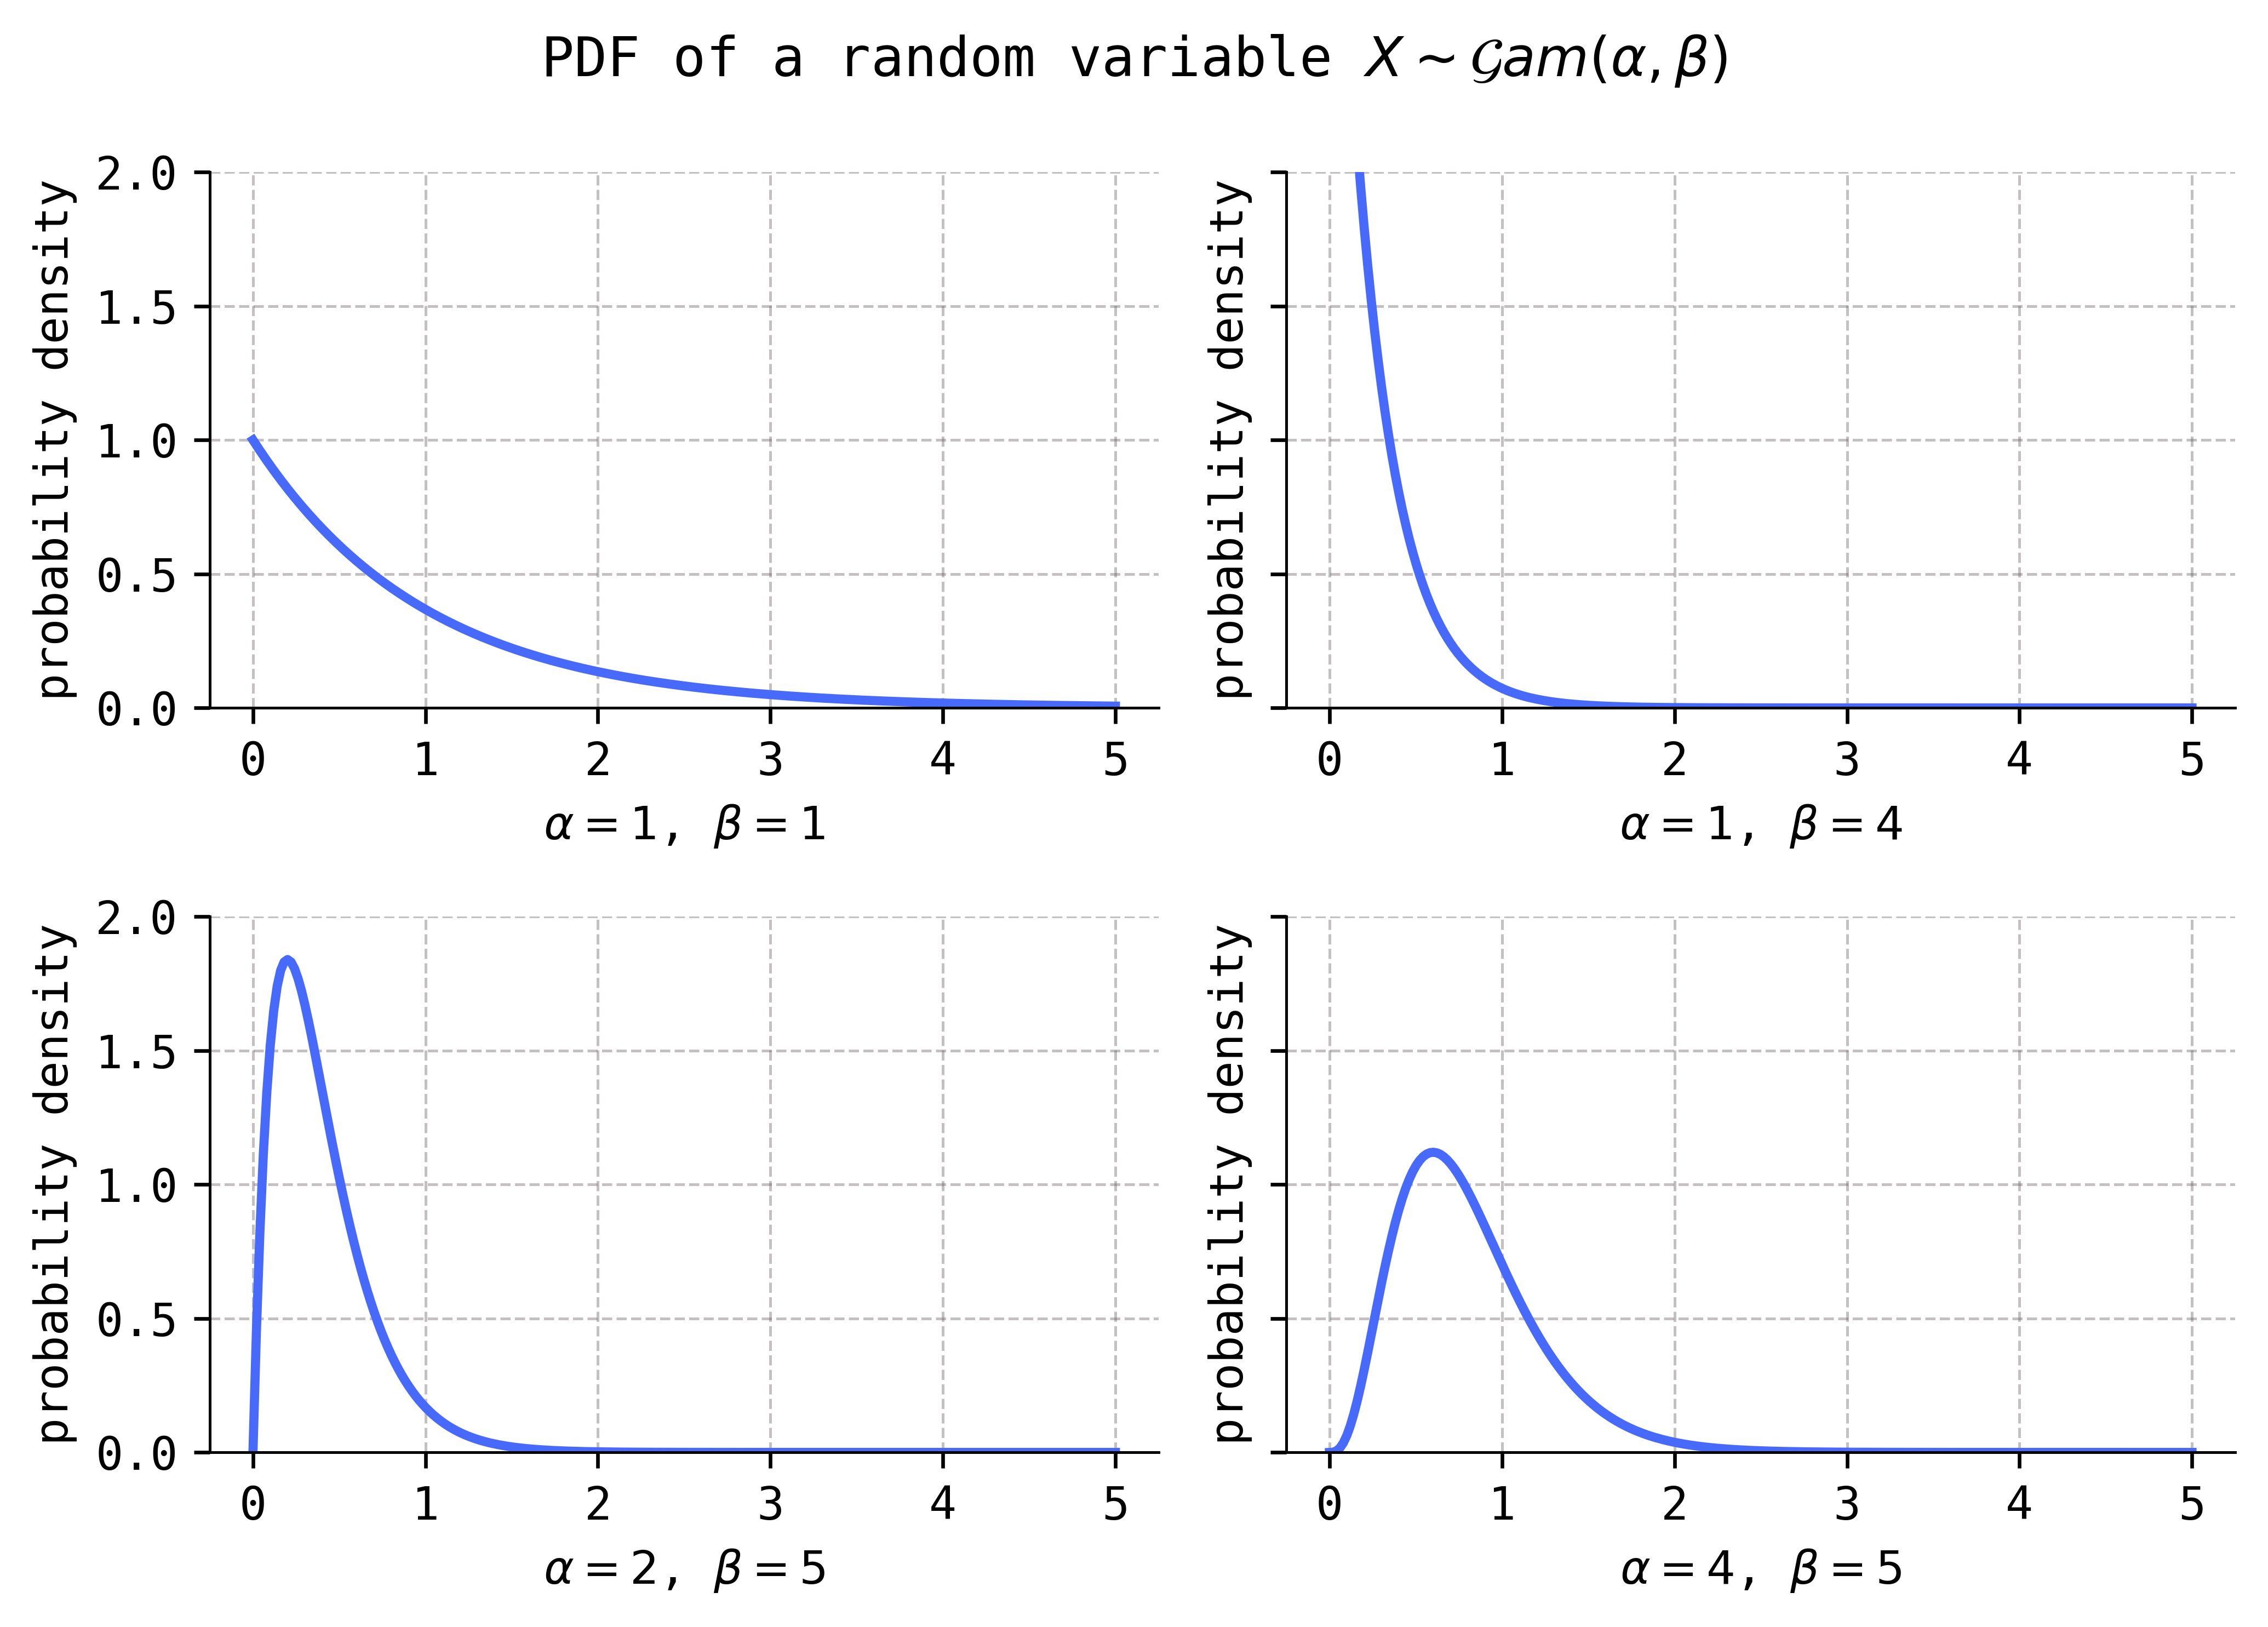 PDF of a random variable X ~ 𝒢am(α, β)
probability density
2.0
1.5
1.0
0.5
0.0
0 1 2 3 4 5
α = 1, β = 1
probability density
0 1 2 3 4 5
α = 1, β = 4
probability density
2.0
1.5
1.0
0.5
0.0
0 1 2 3 4 5
α = 2, β = 5
probability density
0 1 2 3 4 5
α = 4, β = 5